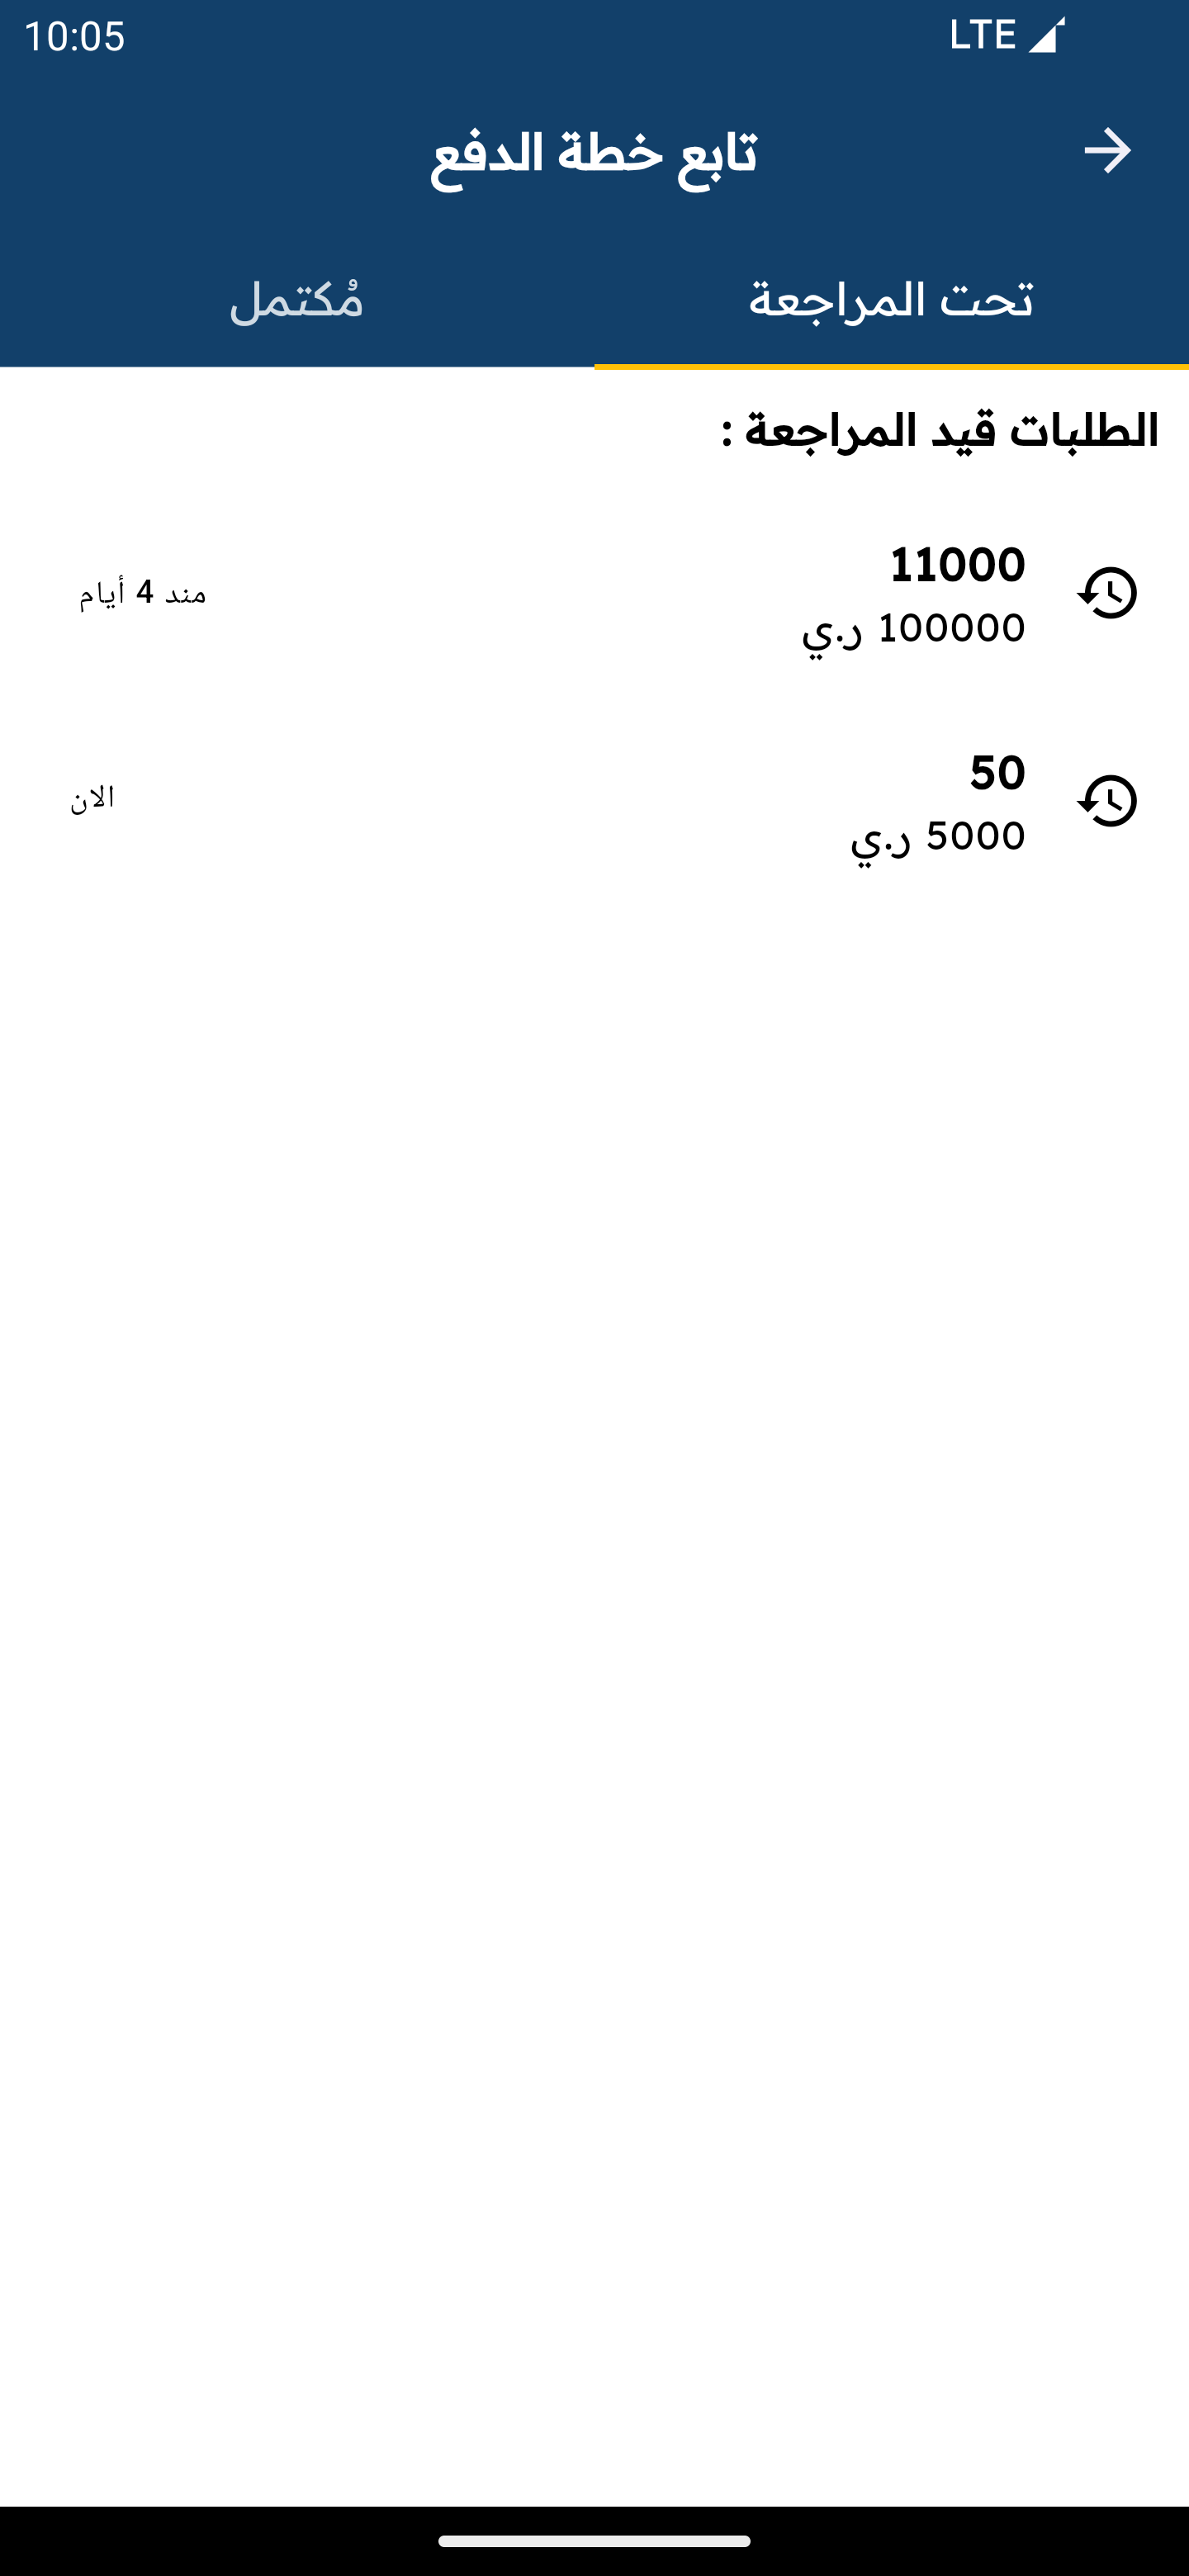 10:05 LTE
تابع خطة الدفع
تحت المراجعة
مُكتمل
الطلبات قيد المراجعة :
11000
100000 ر.ي
مند 4 أيام
50
5000 ر.ي
الان